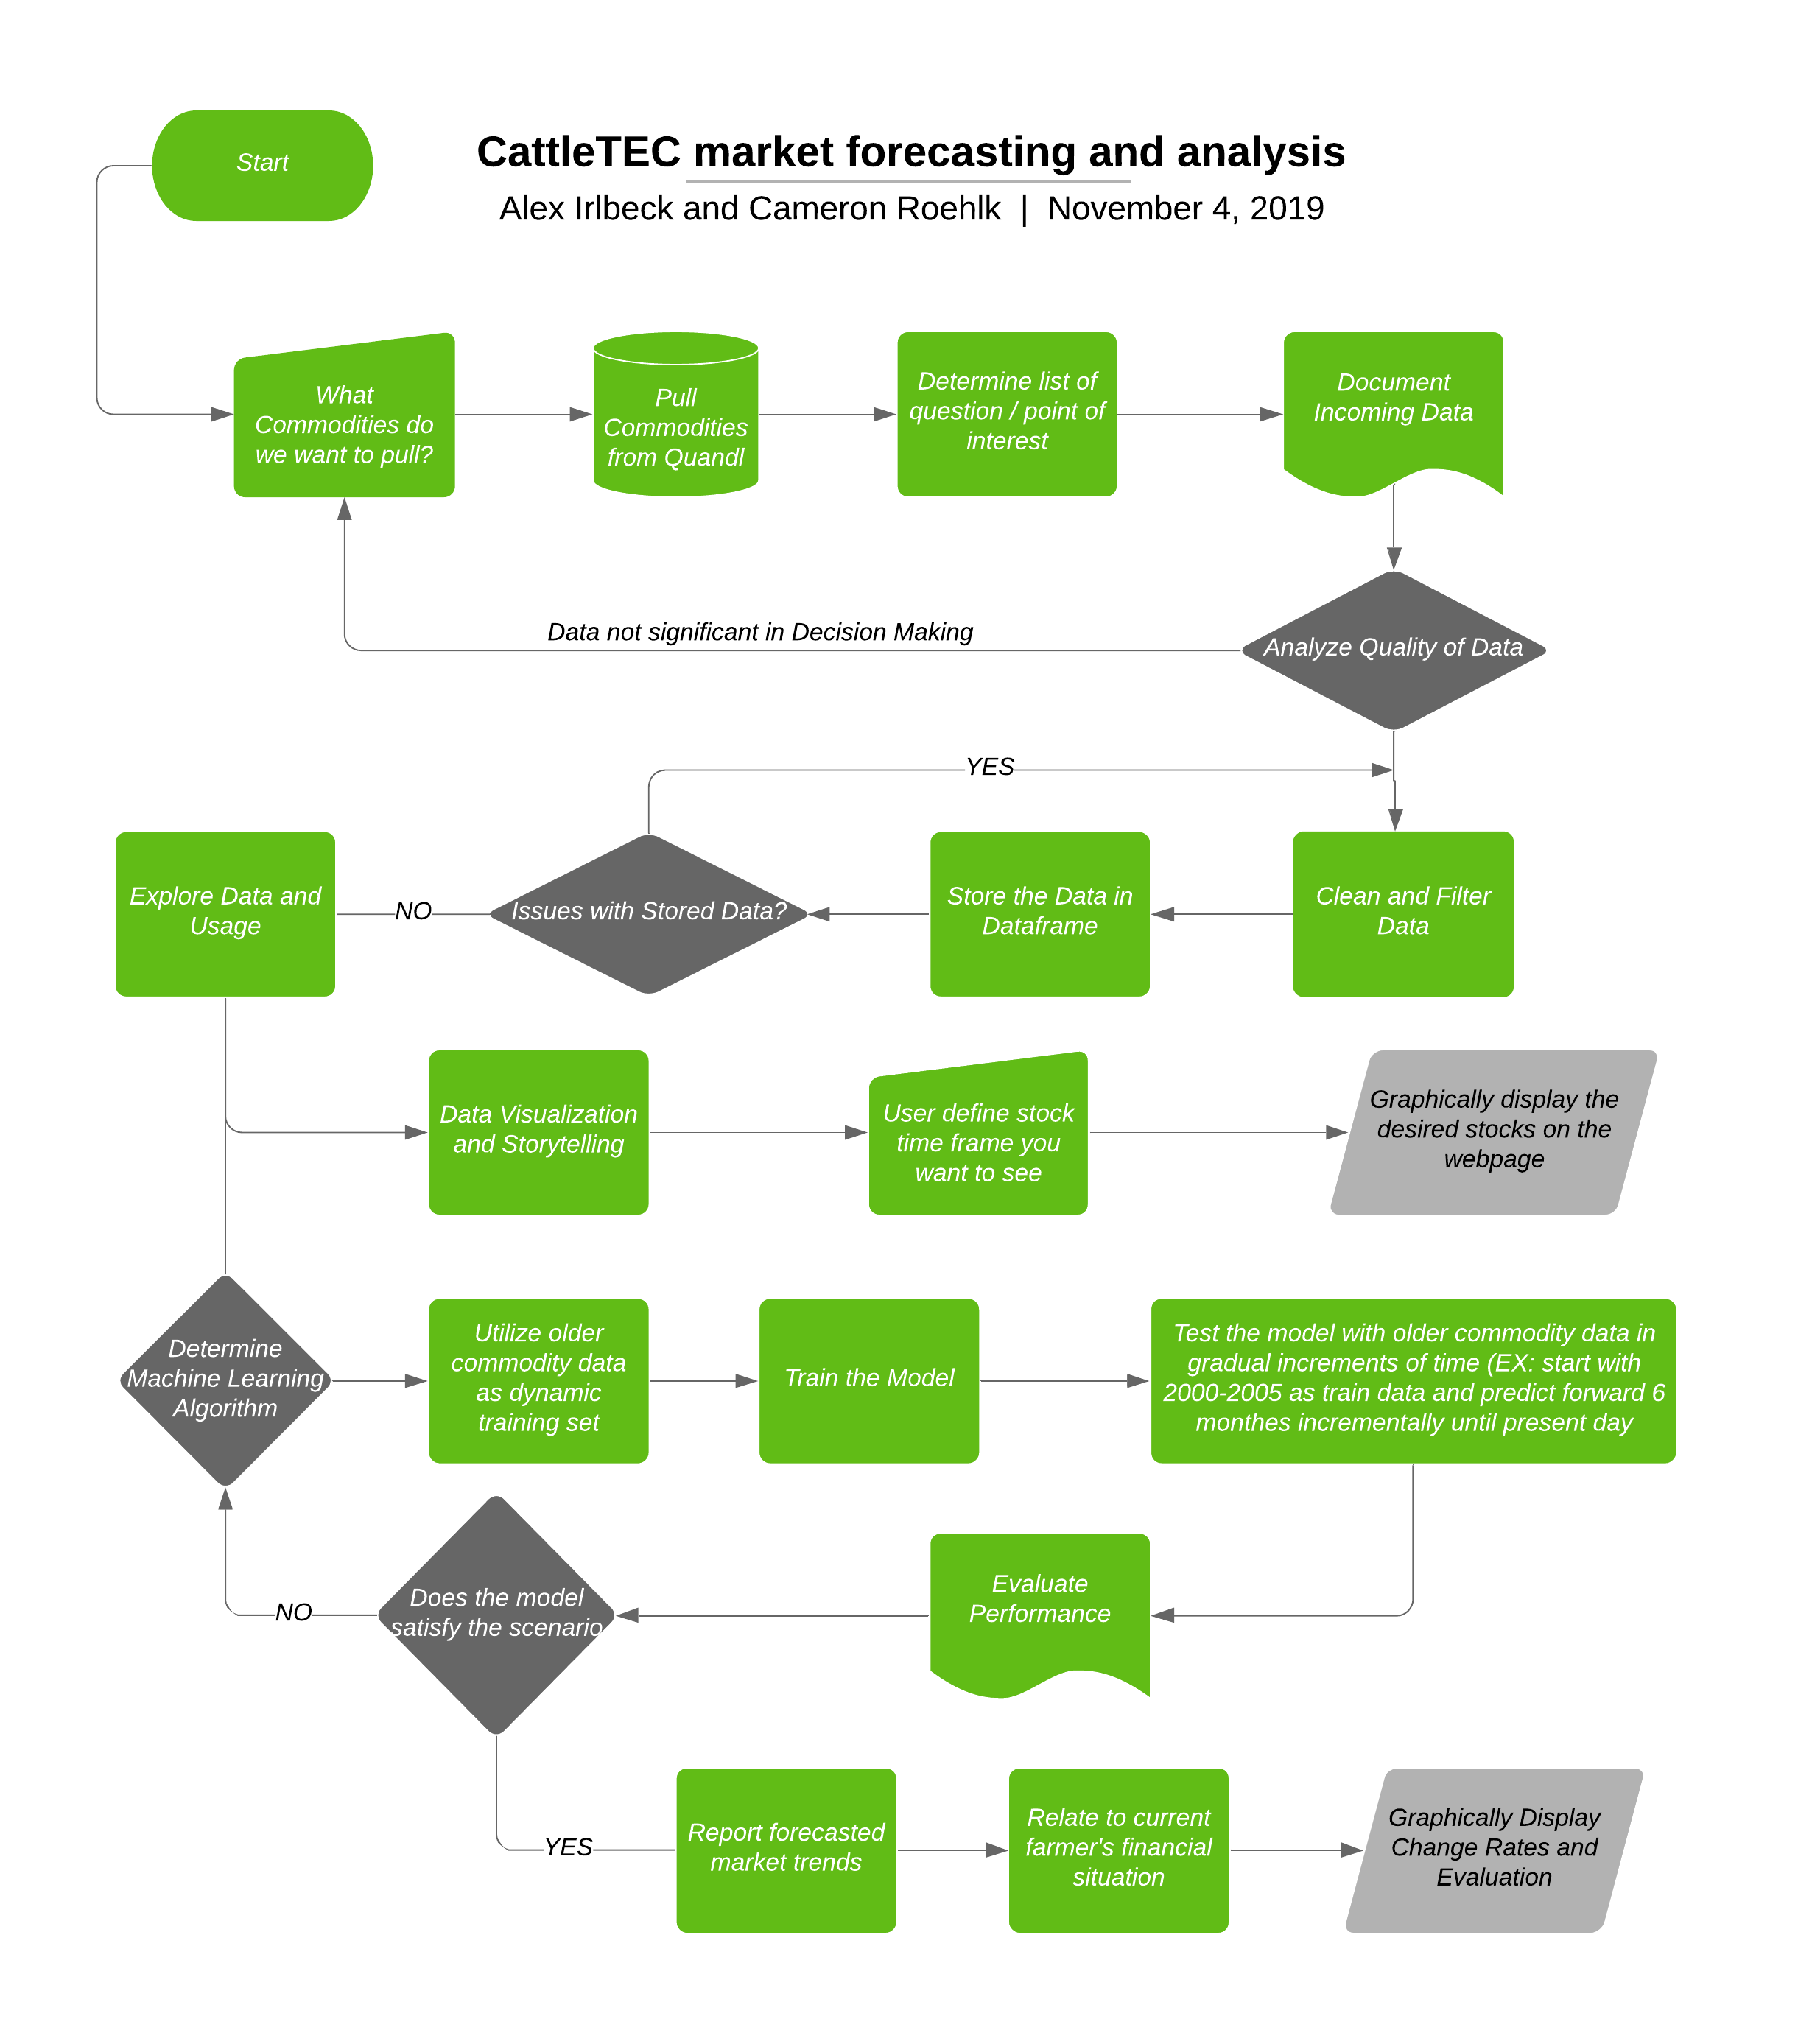 Start
CattleTEC market forecasting and analysis
Alex Irlbeck and Cameron Roehlk | November 4, 2019
What
Commodities do
we want to pull?
Pull
Commodities
from Quandl
Determine list of
question / point of
interest
Document
Incoming Data
Data not significant in Decision Making
Analyze Quality of Data
YES
Explore Data and
Usage
NO
Issues with Stored Data?
Store the Data in
Dataframe
Clean and Filter
Data
Data Visualization
and Storytelling
User define stock
time frame you
want to see
Graphically display the
desired stocks on the
webpage
Determine
Machine Learning
Algorithm
Utilize older
commodity data
as dynamic
training set
Train the Model
Test the model with older commodity data in
gradual increments of time (EX: start with
2000-2005 as train data and predict forward 6
monthes incrementally until present day
NO
Does the model
satisfy the scenario
Evaluate
Performance
YES
Report forecasted
market trends
Relate to current
farmer's financial
situation
Graphically Display
Change Rates and
Evaluation